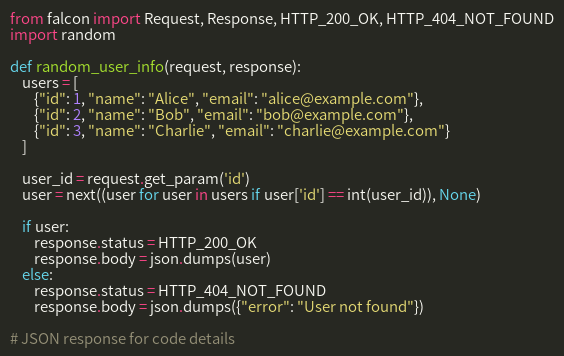 from falcon import Request, Response, HTTP_200_OK, HTTP_404_NOT_FOUND
import random

def random_user_info(request, response):
    users = [
        {"id": 1, "name": "Alice", "email": "alice@example.com"},
        {"id": 2, "name": "Bob", "email": "bob@example.com"},
        {"id": 3, "name": "Charlie", "email": "charlie@example.com"}
    ]

    user_id = request.get_param('id')
    user = next((user for user in users if user['id'] == int(user_id)), None)

    if user:
        response.status = HTTP_200_OK
        response.body = json.dumps(user)
    else:
        response.status = HTTP_404_NOT_FOUND
        response.body = json.dumps({"error": "User not found"})

# JSON response for code details